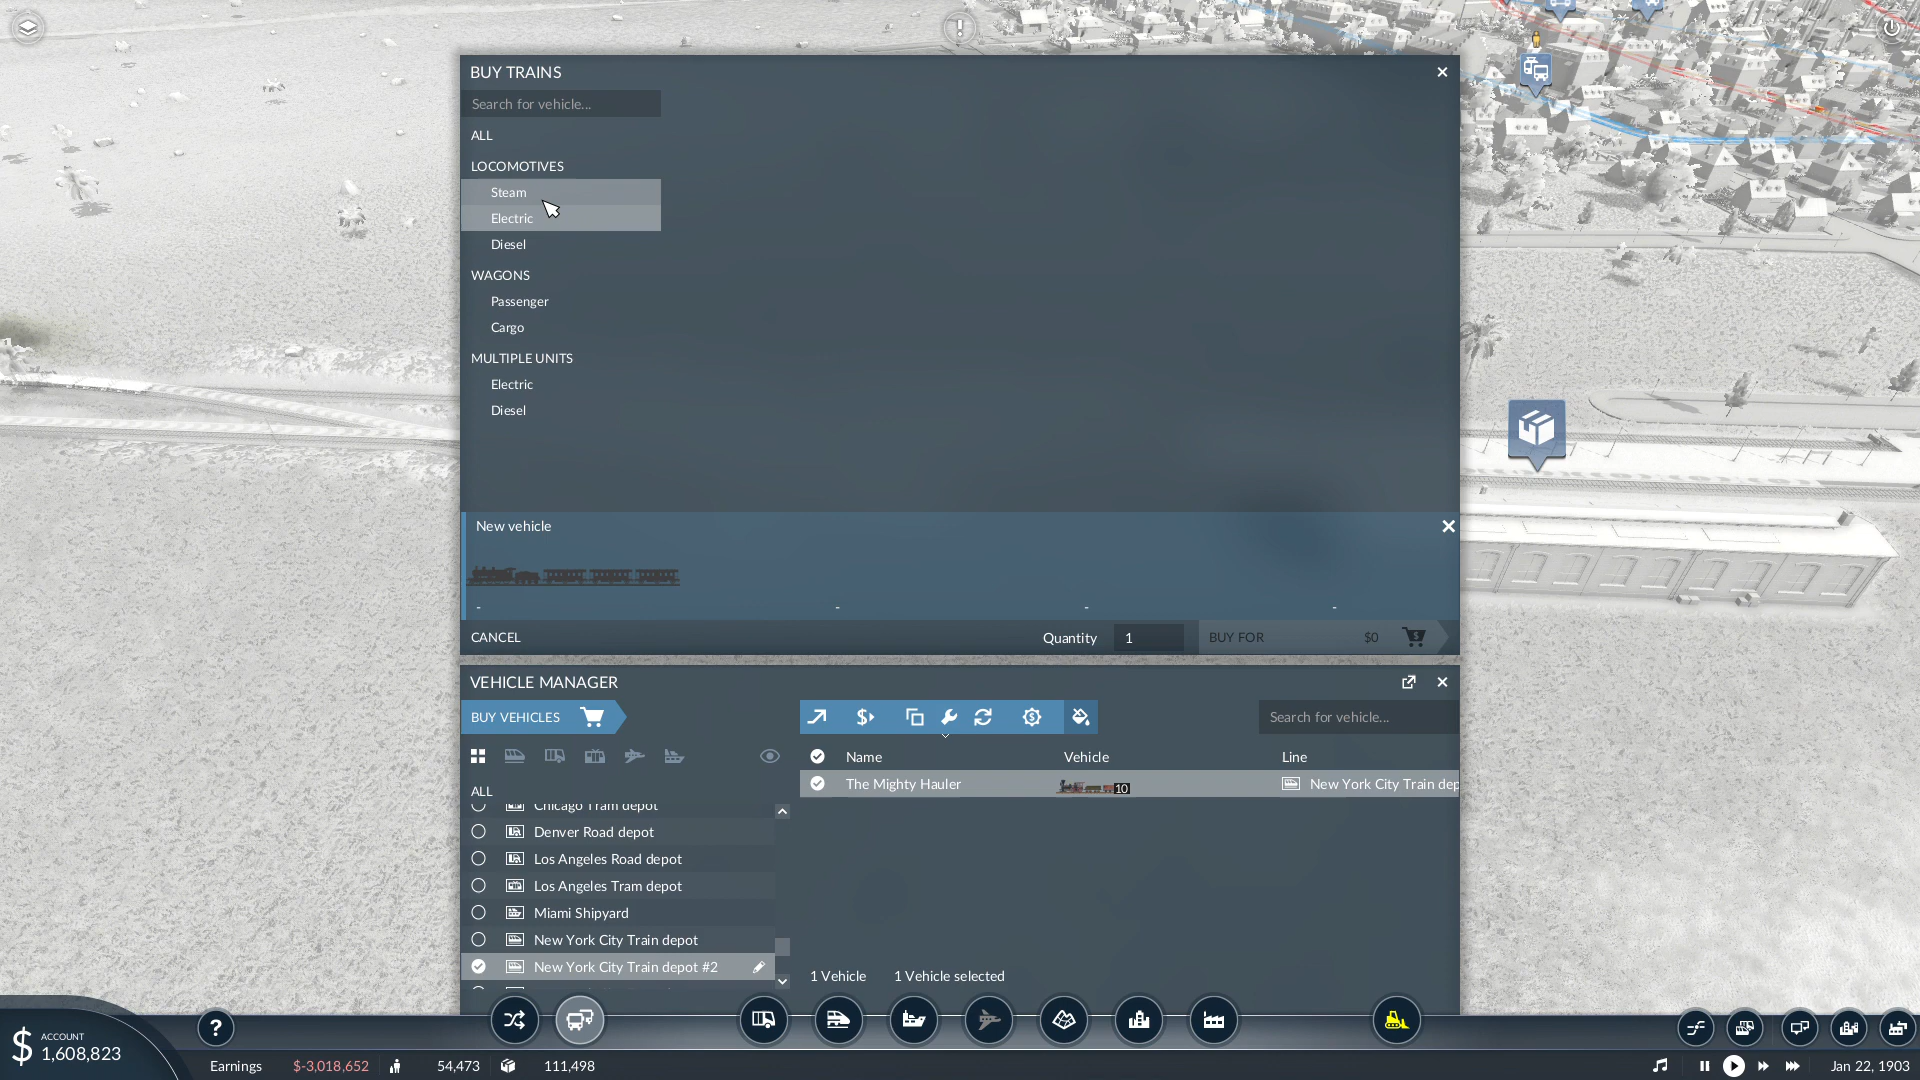 BUY TRAINS
Search for vehicle...
ALL
LOCOMOTIVES
Steam
Electric
Diesel
WAGONS
Passenger
Cargo
MULTIPLE UNITS
Electric
Diesel
New vehicle
- - - -
CANCEL Quantity 1 BUY FOR $0
VEHICLE MANAGER
BUY VEHICLES Search for vehicle...
Name Vehicle Line
The Mighty Hauler 10 New York City Train dep
ALL
Chicago Tram depot
Denver Road depot
Los Angeles Road depot
Los Angeles Tram depot
Miami Shipyard
New York City Train depot
New York City Train depot #2
1 Vehicle 1 Vehicle selected
?
$ ACCOUNT
1,608,823
Earnings $-3,018,652 54,473 111,498 Jan 22, 1903